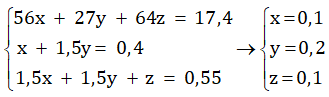 56x + 27y + 64z = 17,4
x + 1,5y = 0,4
1,5x + 1,5y + z = 0,55
→
x=0,1
y=0,2
z=0,1